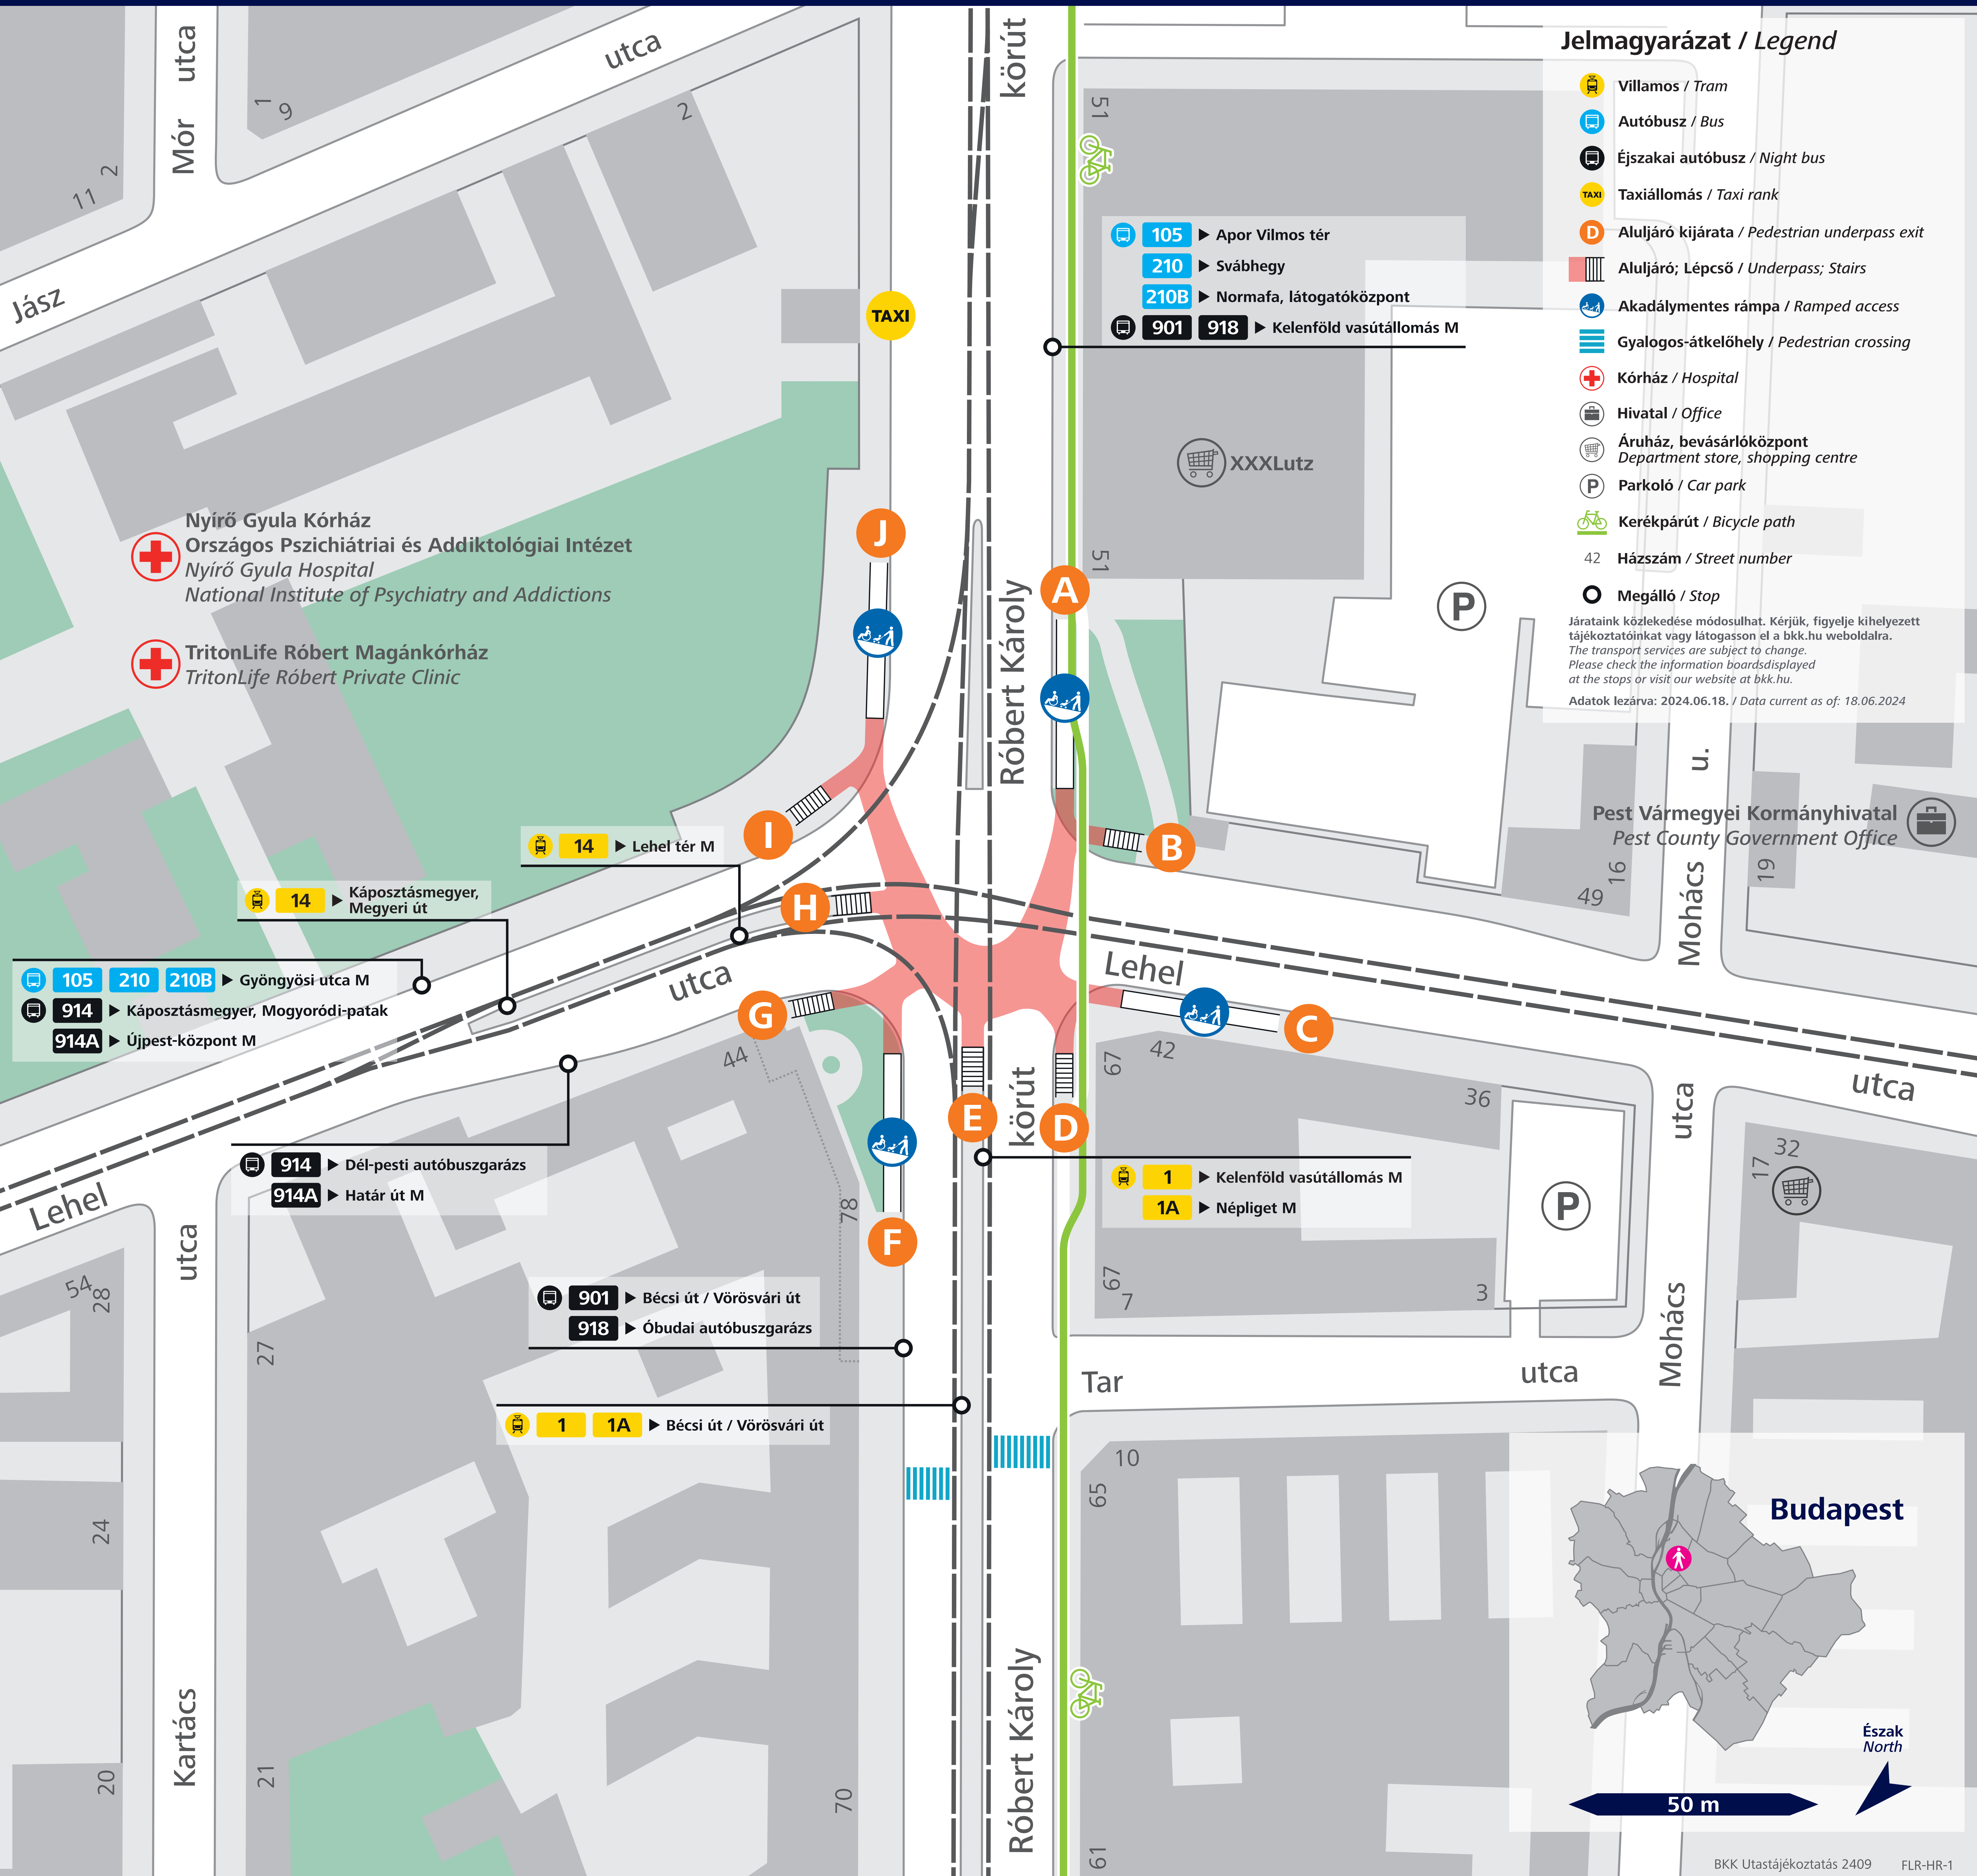 Mór utca
utca
körút
1
9
2
2
11
51
Jász
TAXI
105 ▶ Apor Vilmos tér
210 ▶ Svábhegy
210B ▶ Normafa, látogatóközpont
901 918 ▶ Kelenföld vasútállomás M
XXXLutz
Jelmagyarázat / Legend
Villamos / Tram
Autóbusz / Bus
Éjszakai autóbusz / Night bus
TAXI Taxiállomás / Taxi rank
D Aluljáró kijárata / Pedestrian underpass exit
Aluljáró; Lépcső / Underpass; Stairs
Akadálymentes rámpa / Ramped access
Gyalogos-átkelőhely / Pedestrian crossing
Kórház / Hospital
Hivatal / Office
Áruház, bevásárlóközpont
Department store, shopping centre
P Parkoló / Car park
Kerékpárút / Bicycle path
42 Házszám / Street number
Megálló / Stop
Járataink közlekedése módosulhat. Kérjük, figyelje kihelyezett
tájékoztatóinkat vagy látogasson el a bkk.hu weboldalra.
The transport services are subject to change.
Please check the information boardsdisplayed
at the stops or visit our website at bkk.hu.
Adatok lezárva: 2024.06.18. / Data current as of: 18.06.2024
Nyírő Gyula Kórház
Országos Pszichiátriai és Addiktológiai Intézet
Nyírő Gyula Hospital
National Institute of Psychiatry and Addictions
TritonLife Róbert Magánkórház
TritonLife Róbert Private Clinic
J
A
51
P
Róbert Károly
I
B
H
G
C
E
D
F
14 ▶ Lehel tér M
14 ▶ Káposztásmegyer,
Megyeri út
105 210 210B ▶ Gyöngyösi utca M
914 ▶ Káposztásmegyer, Mogyoródi-patak
914A ▶ Újpest-központ M
utca
Lehel
Pest Vármegyei Kormányhivatal
Pest County Government Office
u.
Mohács
16
19
49
44
67
42
36
körút
utca
utca
914 ▶ Dél-pesti autóbuszgarázs
914A ▶ Határ út M
1 ▶ Kelenföld vasútállomás M
1A ▶ Népliget M
P
17
32
Lehel
utca
78
54
28
27
67
7
3
901 ▶ Bécsi út / Vörösvári út
918 ▶ Óbudai autóbuszgarázs
1 1A ▶ Bécsi út / Vörösvári út
Tar
utca
Mohács
10
65
24
20
Kartács
21
70
Róbert Károly
61
Budapest
Észak
North
50 m
BKK Utastájékoztatás 2409 FLR-HR-1